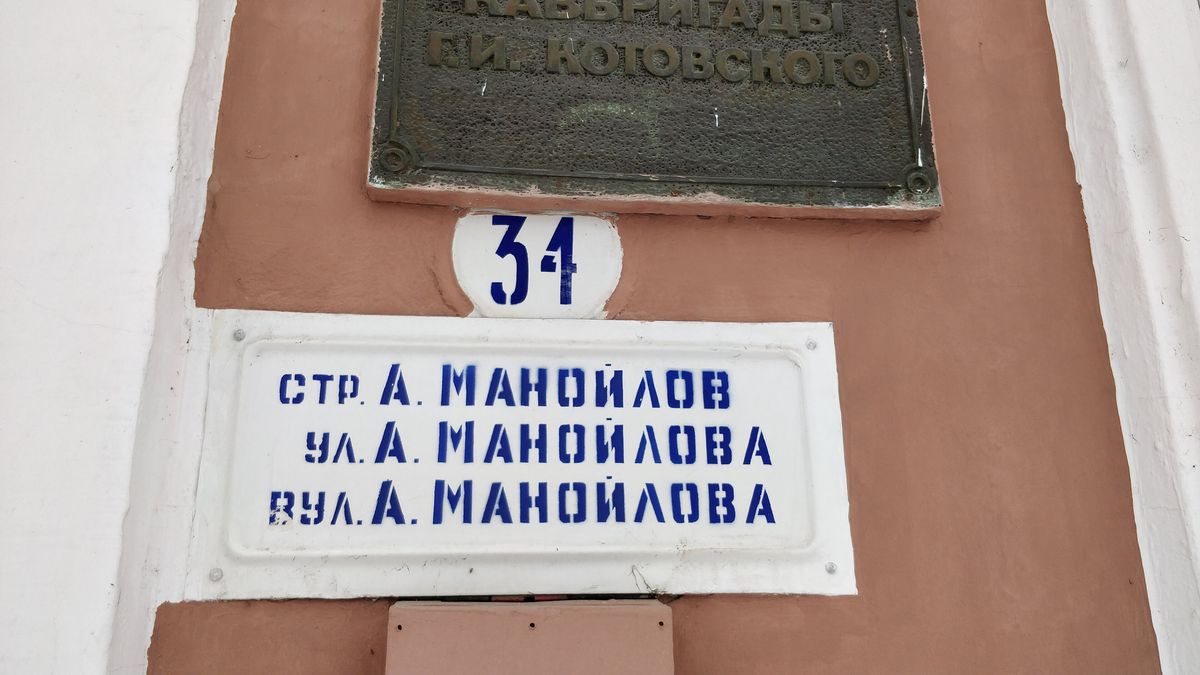 КАВБРИГАДЫ
Г.И. КОТОВСКОГО
34
СТР. А. МАНОЙЛОВ
УЛ. А. МАНОЙЛОВА
ВУЛ. А. МАНОЙЛОВА